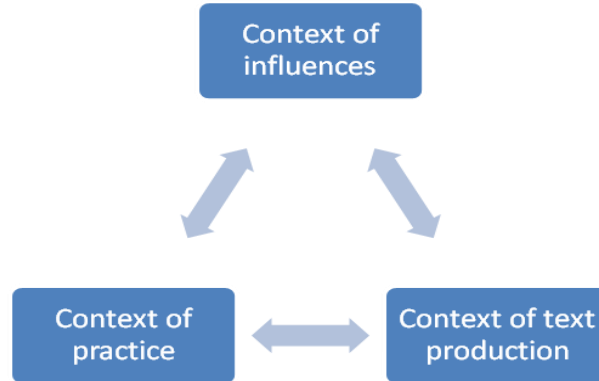 Context of
influences
Context of
practice
Context of text
production